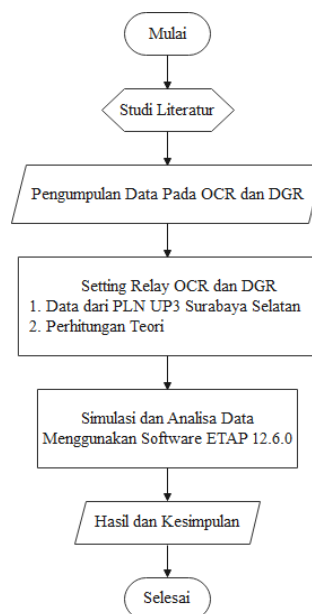 Mulai
Studi Literatur
Pengumpulan Data Pada OCR dan DGR
Setting Relay OCR dan DGR
1. Data dari PLN UP3 Surabaya Selatan
2. Perhitungan Teori
Simulasi dan Analisa Data
Menggunakan Software ETAP 12.6.0
Hasil dan Kesimpulan
Selesai